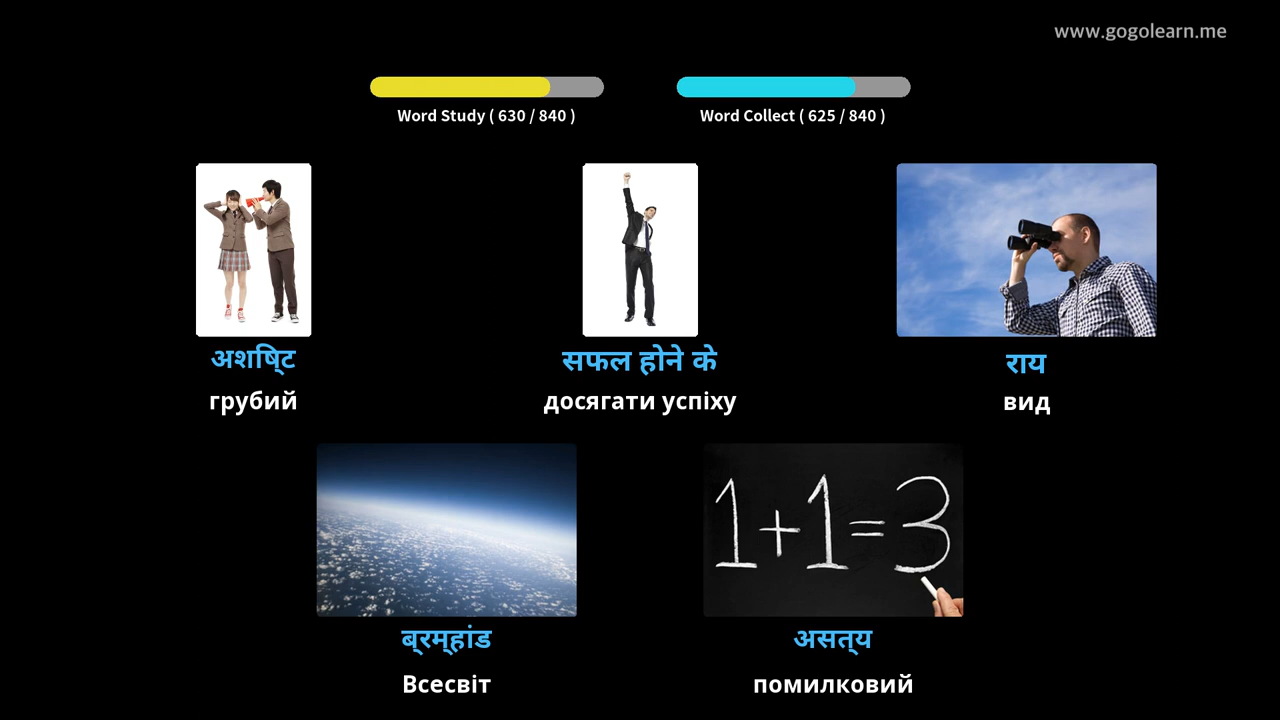 www.gogolearn.me
Word Study ( 630 / 840 )
Word Collect ( 625 / 840 )
अशिष्ट
грубий
सफल होने के
досягати успіху
राय
вид
1+1=3
ब्रम्हांड
Всесвіт
असत्य
помилковий